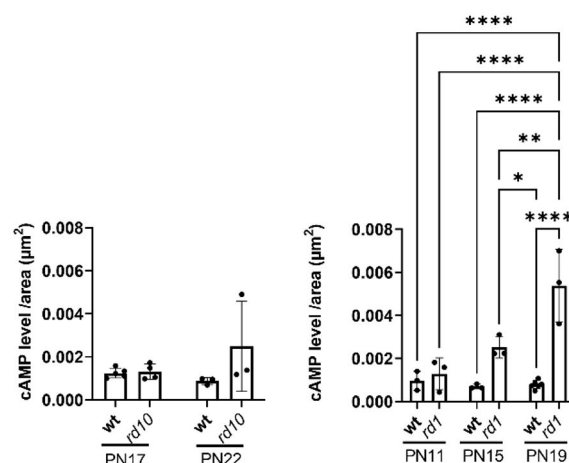 cAMP level /area (µm²)
0.008
0.006
0.004
0.002
0.000
wt
rd10
wt
rd10
PN17
PN22
****
****
****
**
*
****
cAMP level /area (µm²)
0.008
0.006
0.004
0.002
0.000
wt
rd1
wt
rd1
wt
rd1
PN11
PN15
PN19